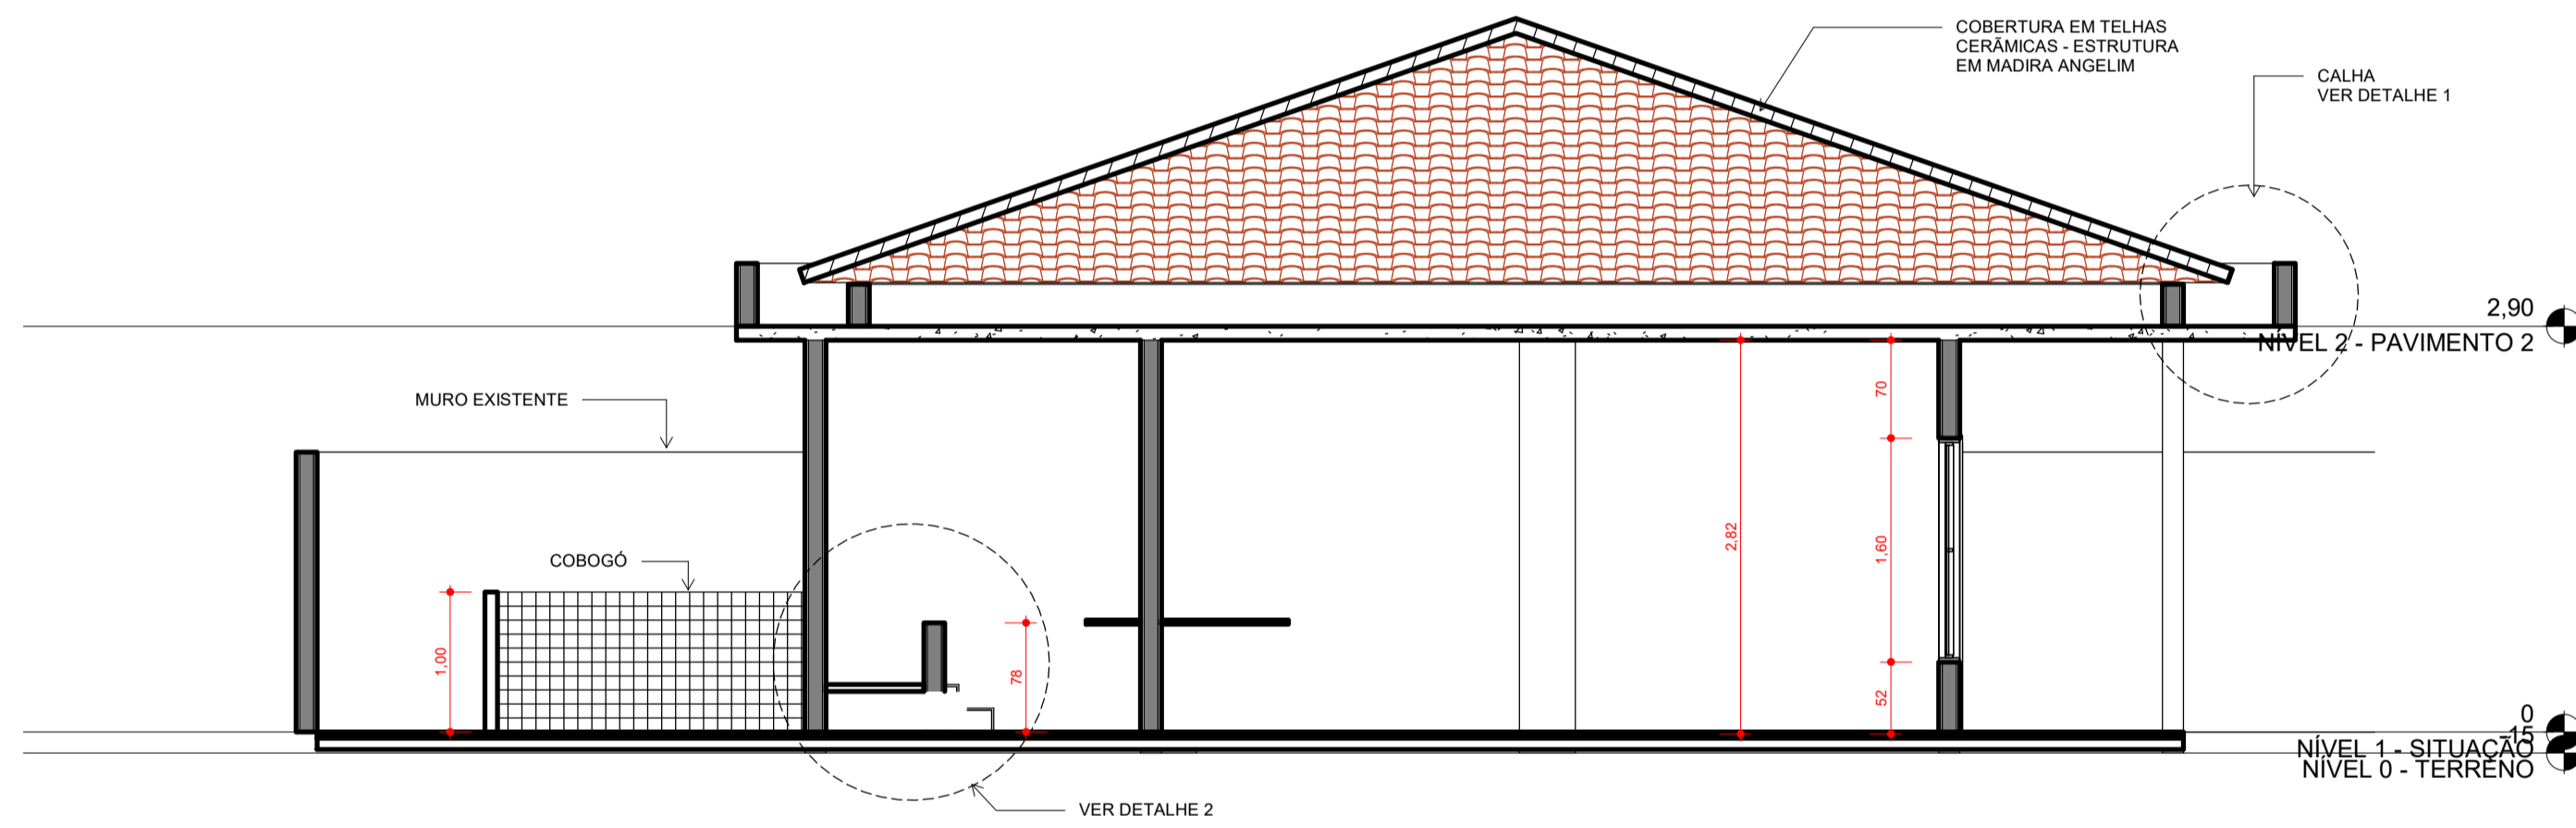 COBERTURA EM TELHAS
CERÃMICAS - ESTRUTURA
EM MADIRA ANGELIM
CALHA
VER DETALHE 1
2,90
NÍVEL 2 - PAVIMENTO 2
MURO EXISTENTE
70
2,82
1,60
COBOGÓ
1,00
78
52
0
-15
NÍVEL 1 - SITUAÇÃO
NÍVEL 0 - TERRENO
VER DETALHE 2